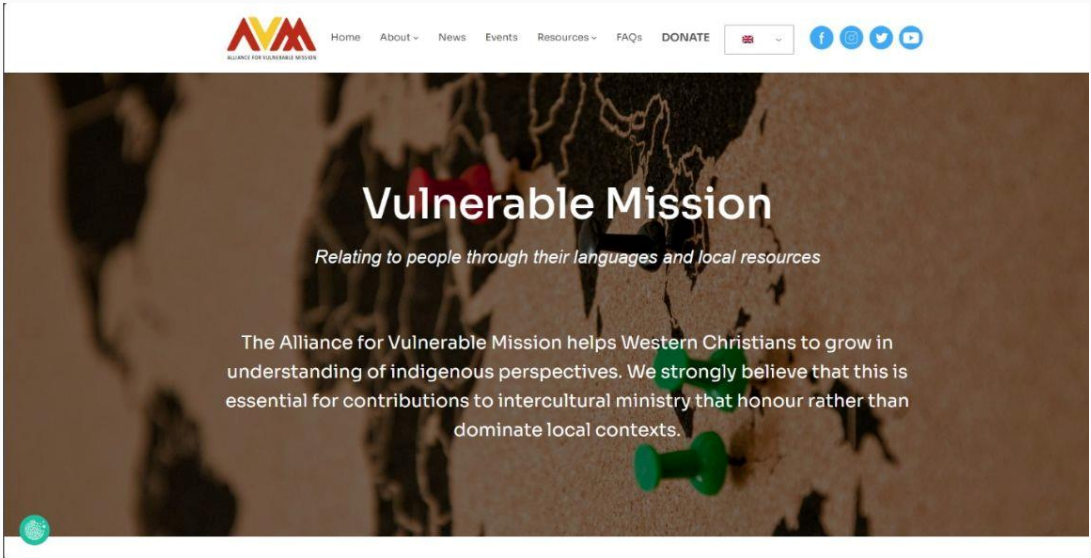 AVM
ALLIANCE FOR VULNERABLE MISSION
Home About News Events Resources FAQs DONATE
Vulnerable Mission
Relating to people through their languages and local resources
The Alliance for Vulnerable Mission helps Western Christians to grow in
understanding of indigenous perspectives. We strongly believe that this is
essential for contributions to intercultural ministry that honour rather than
dominate local contexts.